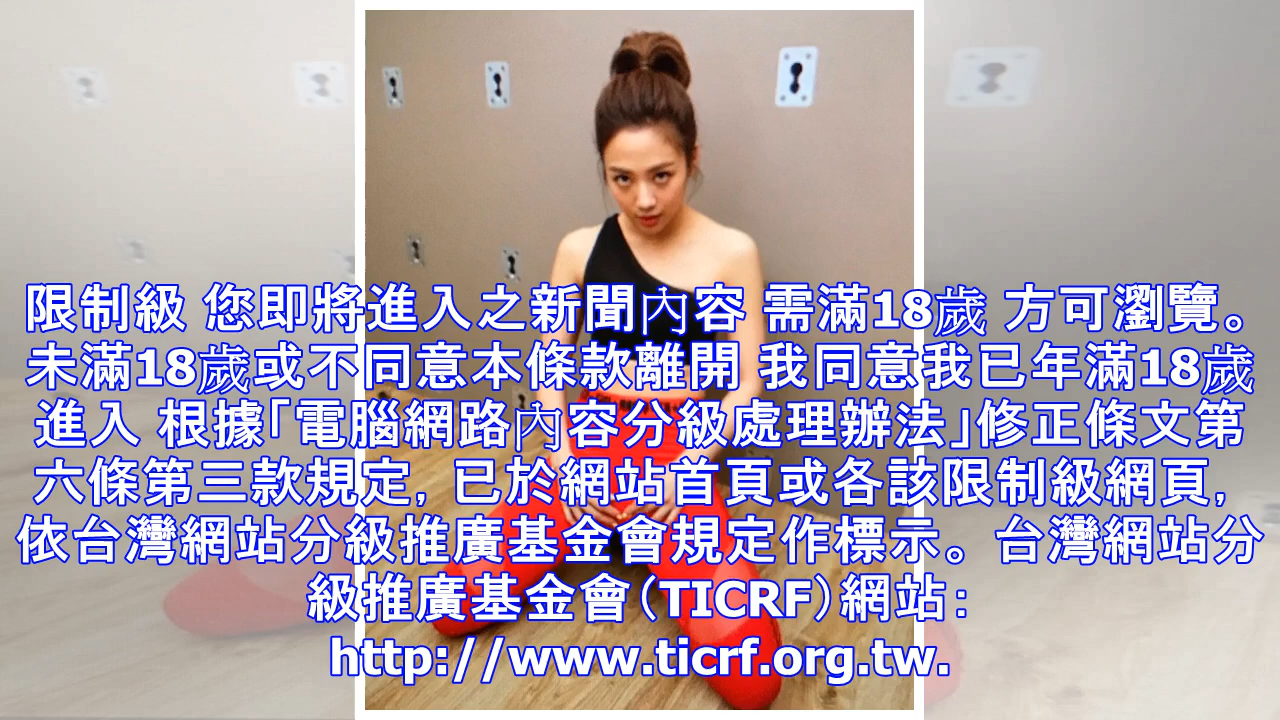 限制級 您即將進入之新聞內容 需滿18歲 方可瀏覽。
未滿18歲或不同意本條款離開 我同意我已年滿18歲
進入 根據「電腦網路內容分級處理辦法」修正條文第
六條第三款規定, 已於網站首頁或各該限制級網頁,
依台灣網站分級推廣基金會規定作標示。 台灣網站分
級推廣基金會(TICRF)網站:
http://www.ticrf.org.tw.